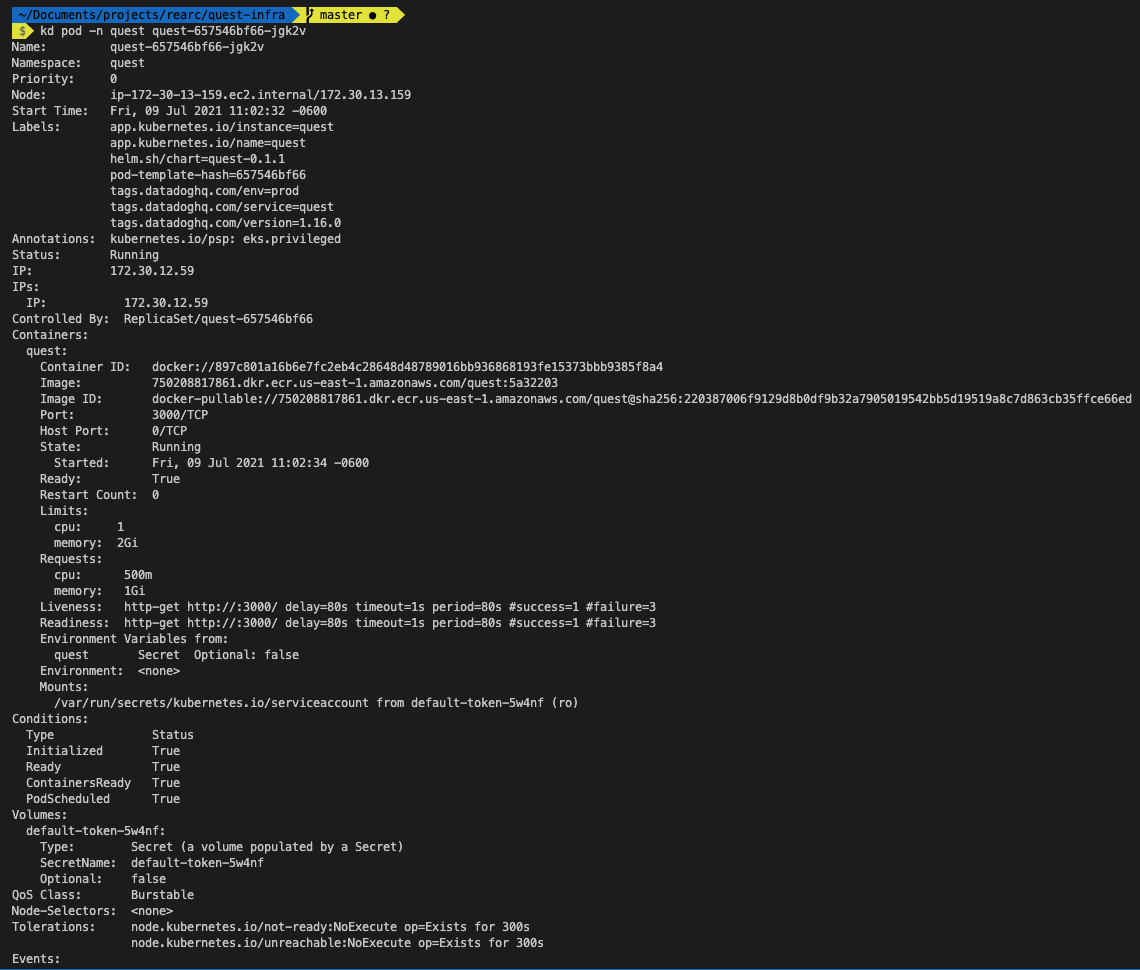 ~/Documents/projects/rearc/quest-infra master ● ?
$ kd pod -n quest quest-657546bf66-jgk2v
Name:         quest-657546bf66-jgk2v
Namespace:    quest
Priority:     0
Node:         ip-172-30-13-159.ec2.internal/172.30.13.159
Start Time:   Fri, 09 Jul 2021 11:02:32 -0600
Labels:       app.kubernetes.io/instance=quest
              app.kubernetes.io/name=quest
              helm.sh/chart=quest-0.1.1
              pod-template-hash=657546bf66
              tags.datadoghq.com/env=prod
              tags.datadoghq.com/service=quest
              tags.datadoghq.com/version=1.16.0
Annotations:  kubernetes.io/psp: eks.privileged
Status:       Running
IP:           172.30.12.59
IPs:
  IP:           172.30.12.59
Controlled By:  ReplicaSet/quest-657546bf66
Containers:
  quest:
    Container ID:   docker://897c801a16b6e7fc2eb4c28648d48789016bb936868193fe15373bbb9385f8a4
    Image:          750208817861.dkr.ecr.us-east-1.amazonaws.com/quest:5a32203
    Image ID:       docker-pullable://750208817861.dkr.ecr.us-east-1.amazonaws.com/quest@sha256:220387006f9129d8b0df9b32a7905019542bb5d19519a8c7d863cb35ffce66ed
    Port:           3000/TCP
    Host Port:      0/TCP
    State:          Running
      Started:      Fri, 09 Jul 2021 11:02:34 -0600
    Ready:          True
    Restart Count:  0
    Limits:
      cpu:     1
      memory:  2Gi
    Requests:
      cpu:      500m
      memory:   1Gi
    Liveness:   http-get http://:3000/ delay=80s timeout=1s period=80s #success=1 #failure=3
    Readiness:  http-get http://:3000/ delay=80s timeout=1s period=80s #success=1 #failure=3
    Environment Variables from:
      quest       Secret  Optional: false
    Environment:  <none>
    Mounts:
      /var/run/secrets/kubernetes.io/serviceaccount from default-token-5w4nf (ro)
Conditions:
  Type              Status
  Initialized       True
  Ready             True
  ContainersReady   True
  PodScheduled      True
Volumes:
  default-token-5w4nf:
    Type:        Secret (a volume populated by a Secret)
    SecretName:  default-token-5w4nf
    Optional:    false
QoS Class:       Burstable
Node-Selectors:  <none>
Tolerations:     node.kubernetes.io/not-ready:NoExecute op=Exists for 300s
                 node.kubernetes.io/unreachable:NoExecute op=Exists for 300s
Events: